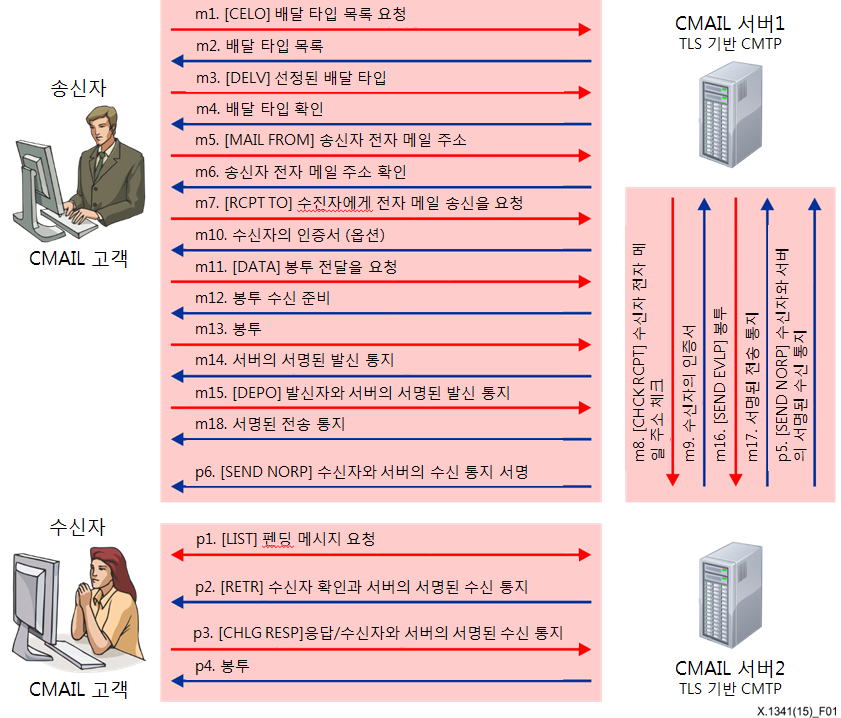 m1. [CELO] 배달 타입 목록 요청
m2. 배달 타입 목록
m3. [DELV] 선정된 배달 타입
m4. 배달 타입 확인
m5. [MAIL FROM] 송신자 전자 메일 주소
m6. 송신자 전자 메일 주소 확인
m7. [RCPT TO] 수진자에게 전자 메일 송신을 요청
m10. 수신자의 인증서 (옵션)
m11. [DATA] 봉투 전달을 요청
m12. 봉투 수신 준비
m13. 봉투
m14. 서버의 서명된 발신 통지
m15. [DEPO] 발신자와 서버의 서명된 발신 통지
m18. 서명된 전송 통지
p6. [SEND NORP] 수신자와 서버의 수신 통지 서명
송신자
CMAIL 고객
CMAIL 서버1
TLS 기반 CMTP
m8. [CHCK RCPT] 수신자 전자 메
일 주소 체크
m9. 수신자의 인증서
m16. [SEND EVLP] 봉투
m17. 서명된 전송 통지
p5. [SEND NORP] 수신자와 서버
의 서명된 수신 통지
수신자
CMAIL 고객
p1. [LIST] 펜딩 메시지 요청
p2. [RETR] 수신자 확인과 서버의 서명된 수신 통지
p3. [CHLG RESP]응답/수신자와 서버의 서명된 수신 통지
p4. 봉투
CMAIL 서버2
TLS 기반 CMTP
X.1341(15)_F01